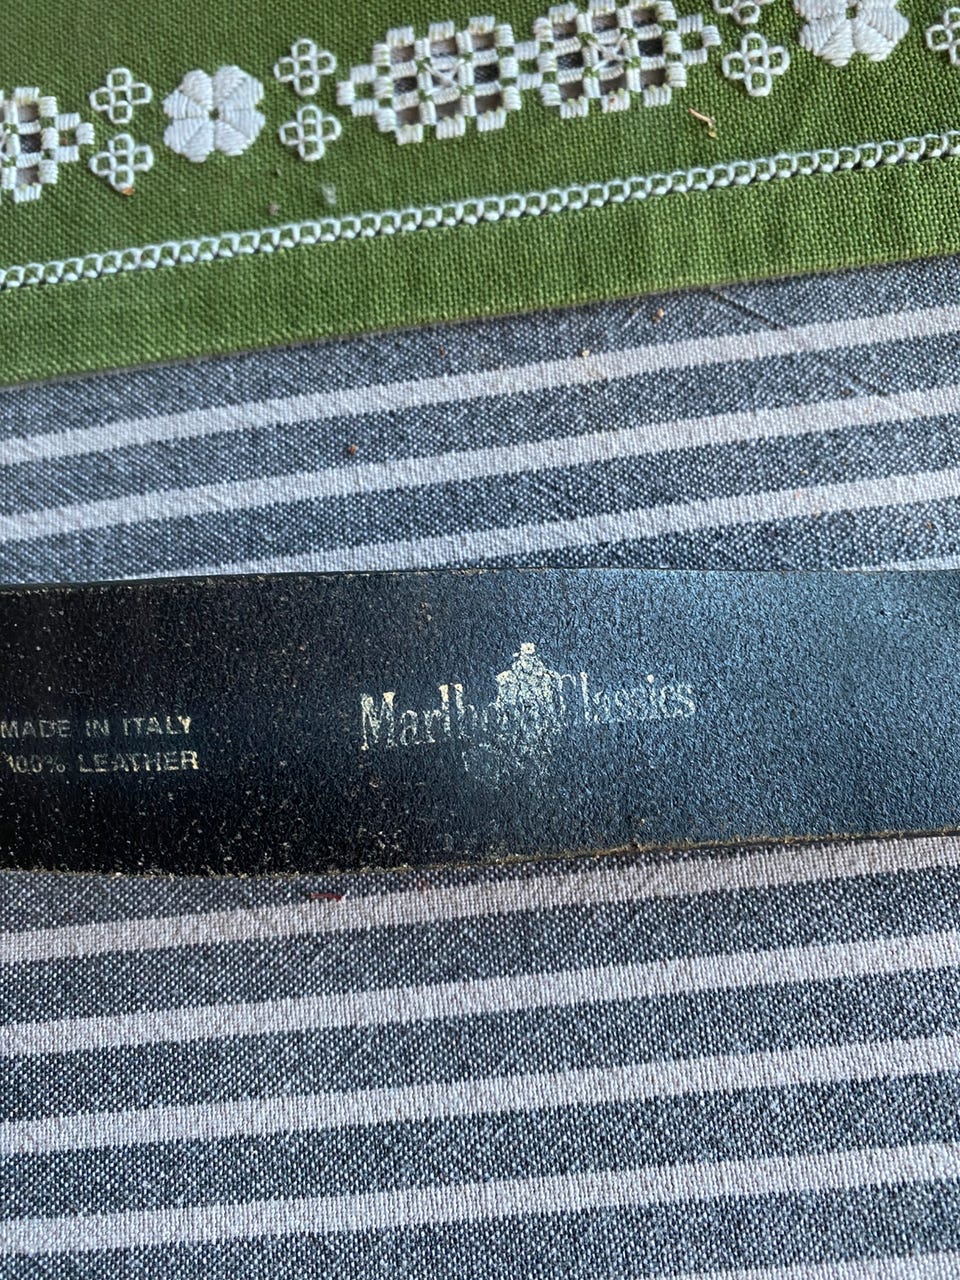 MADE IN ITALY
100% LEATHER
Marlboro Classics